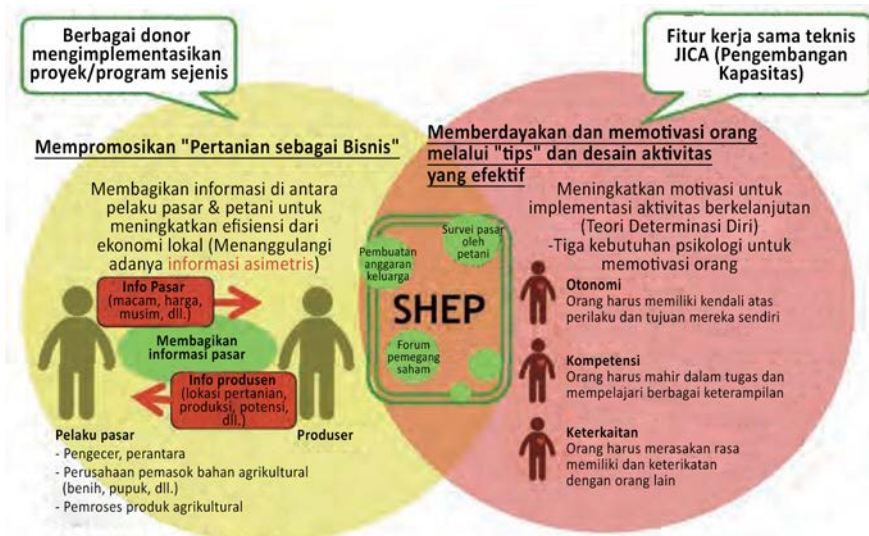 Berbagai donor
mengimplementasikan
proyek/program sejenis
Fitur kerja sama teknis
JICA (Pengembangan
Kapasitas)
Mempromosikan "Pertanian sebagai Bisnis"
Membagikan informasi di antara
pelaku pasar & petani untuk
meningkatkan efisiensi dari
ekonomi lokal (Menanggulangi
adanya informasi asimetris)
Info Pasar
(macam, harga,
musim, dll.)
Membagikan
informasi pasar
Info produsen
(lokasi pertanian,
produksi, potensi,
dll.)
Pelaku pasar
- Pengecer, perantara
- Perusahaan pemasok bahan agrikultural
(benih, pupuk, dll.)
- Pemroses produk agrikultural
Produser
Survei pasar
oleh
petani
Pembuatan
anggaran
keluarga
SHEP
Forum
pemegang
saham
Memberdayakan dan memotivasi orang
melalui "tips" dan desain aktivitas
yang efektif
Meningkatkan motivasi untuk
implementasi aktivitas berkelanjutan
(Teori Determinasi Diri)
-Tiga kebutuhan psikologi untuk
memotivasi orang
Otonomi
Orang harus memiliki kendali atas
perilaku dan tujuan mereka sendiri
Kompetensi
Orang harus mahir dalam tugas dan
mempelajari berbagai keterampilan
Keterkaitan
Orang harus merasakan rasa
memiliki dan keterikatan
dengan orang lain